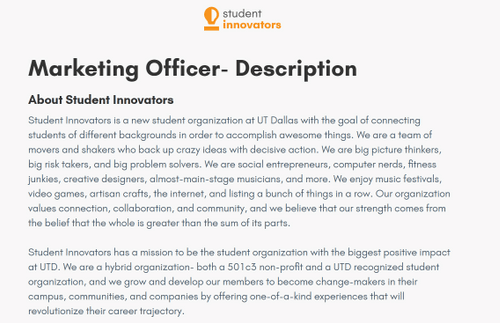 student
innovators
Marketing Officer- Description
About Student Innovators
Student Innovators is a new student organization at UT Dallas with the goal of connecting
students of different backgrounds in order to accomplish awesome things. We are a team of
movers and shakers who back up crazy ideas with decisive action. We are big picture thinkers,
big risk takers, and big problem solvers. We are social entrepreneurs, computer nerds, fitness
junkies, creative designers, almost-main-stage musicians, and more. We enjoy music festivals,
video games, artisan crafts, the internet, and listing a bunch of things in a row. Our organization
values connection, collaboration, and community, and we believe that our strength comes from
the belief that the whole is greater than the sum of its parts.
Student Innovators has a mission to be the student organization with the biggest positive impact
at UTD. We are a hybrid organization- both a 501c3 non-profit and a UTD recognized student
organization, and we grow and develop our members to become change-makers in their
campus, communities, and companies by offering one-of-a-kind experiences that will
revolutionize their career trajectory.